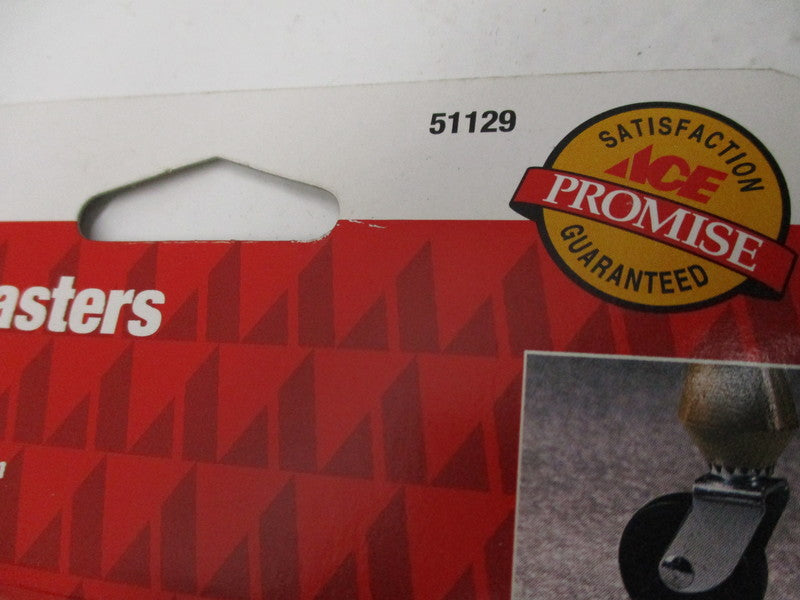 51129
SATISFACTION
ACE
PROMISE
GUARANTEED
asters
n